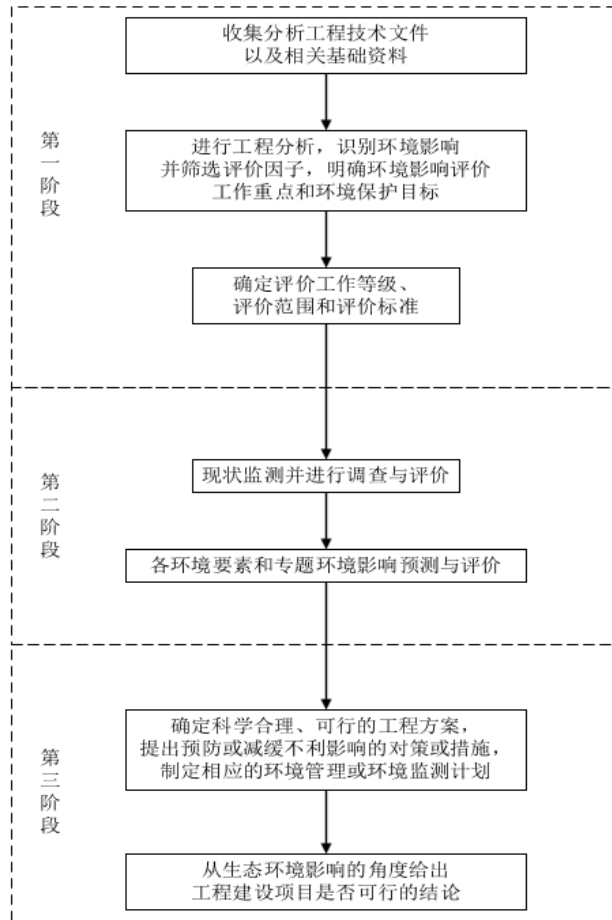 收集分析工程技术文件
以及相关基础资料
第一阶段
进行工程分析，识别环境影响
并筛选评价因子，明确环境影响评价
工作重点和环境保护目标
确定评价工作等级、
评价范围和评价标准
第二阶段
现状监测并进行调查与评价
各环境要素和专题环境影响预测与评价
第三阶段
确定科学合理、可行的工程方案，
提出预防或减缓不利影响的对策或措施，
制定相应的环境管理或环境监测计划
从生态环境影响的角度给出
工程建设项目是否可行的结论